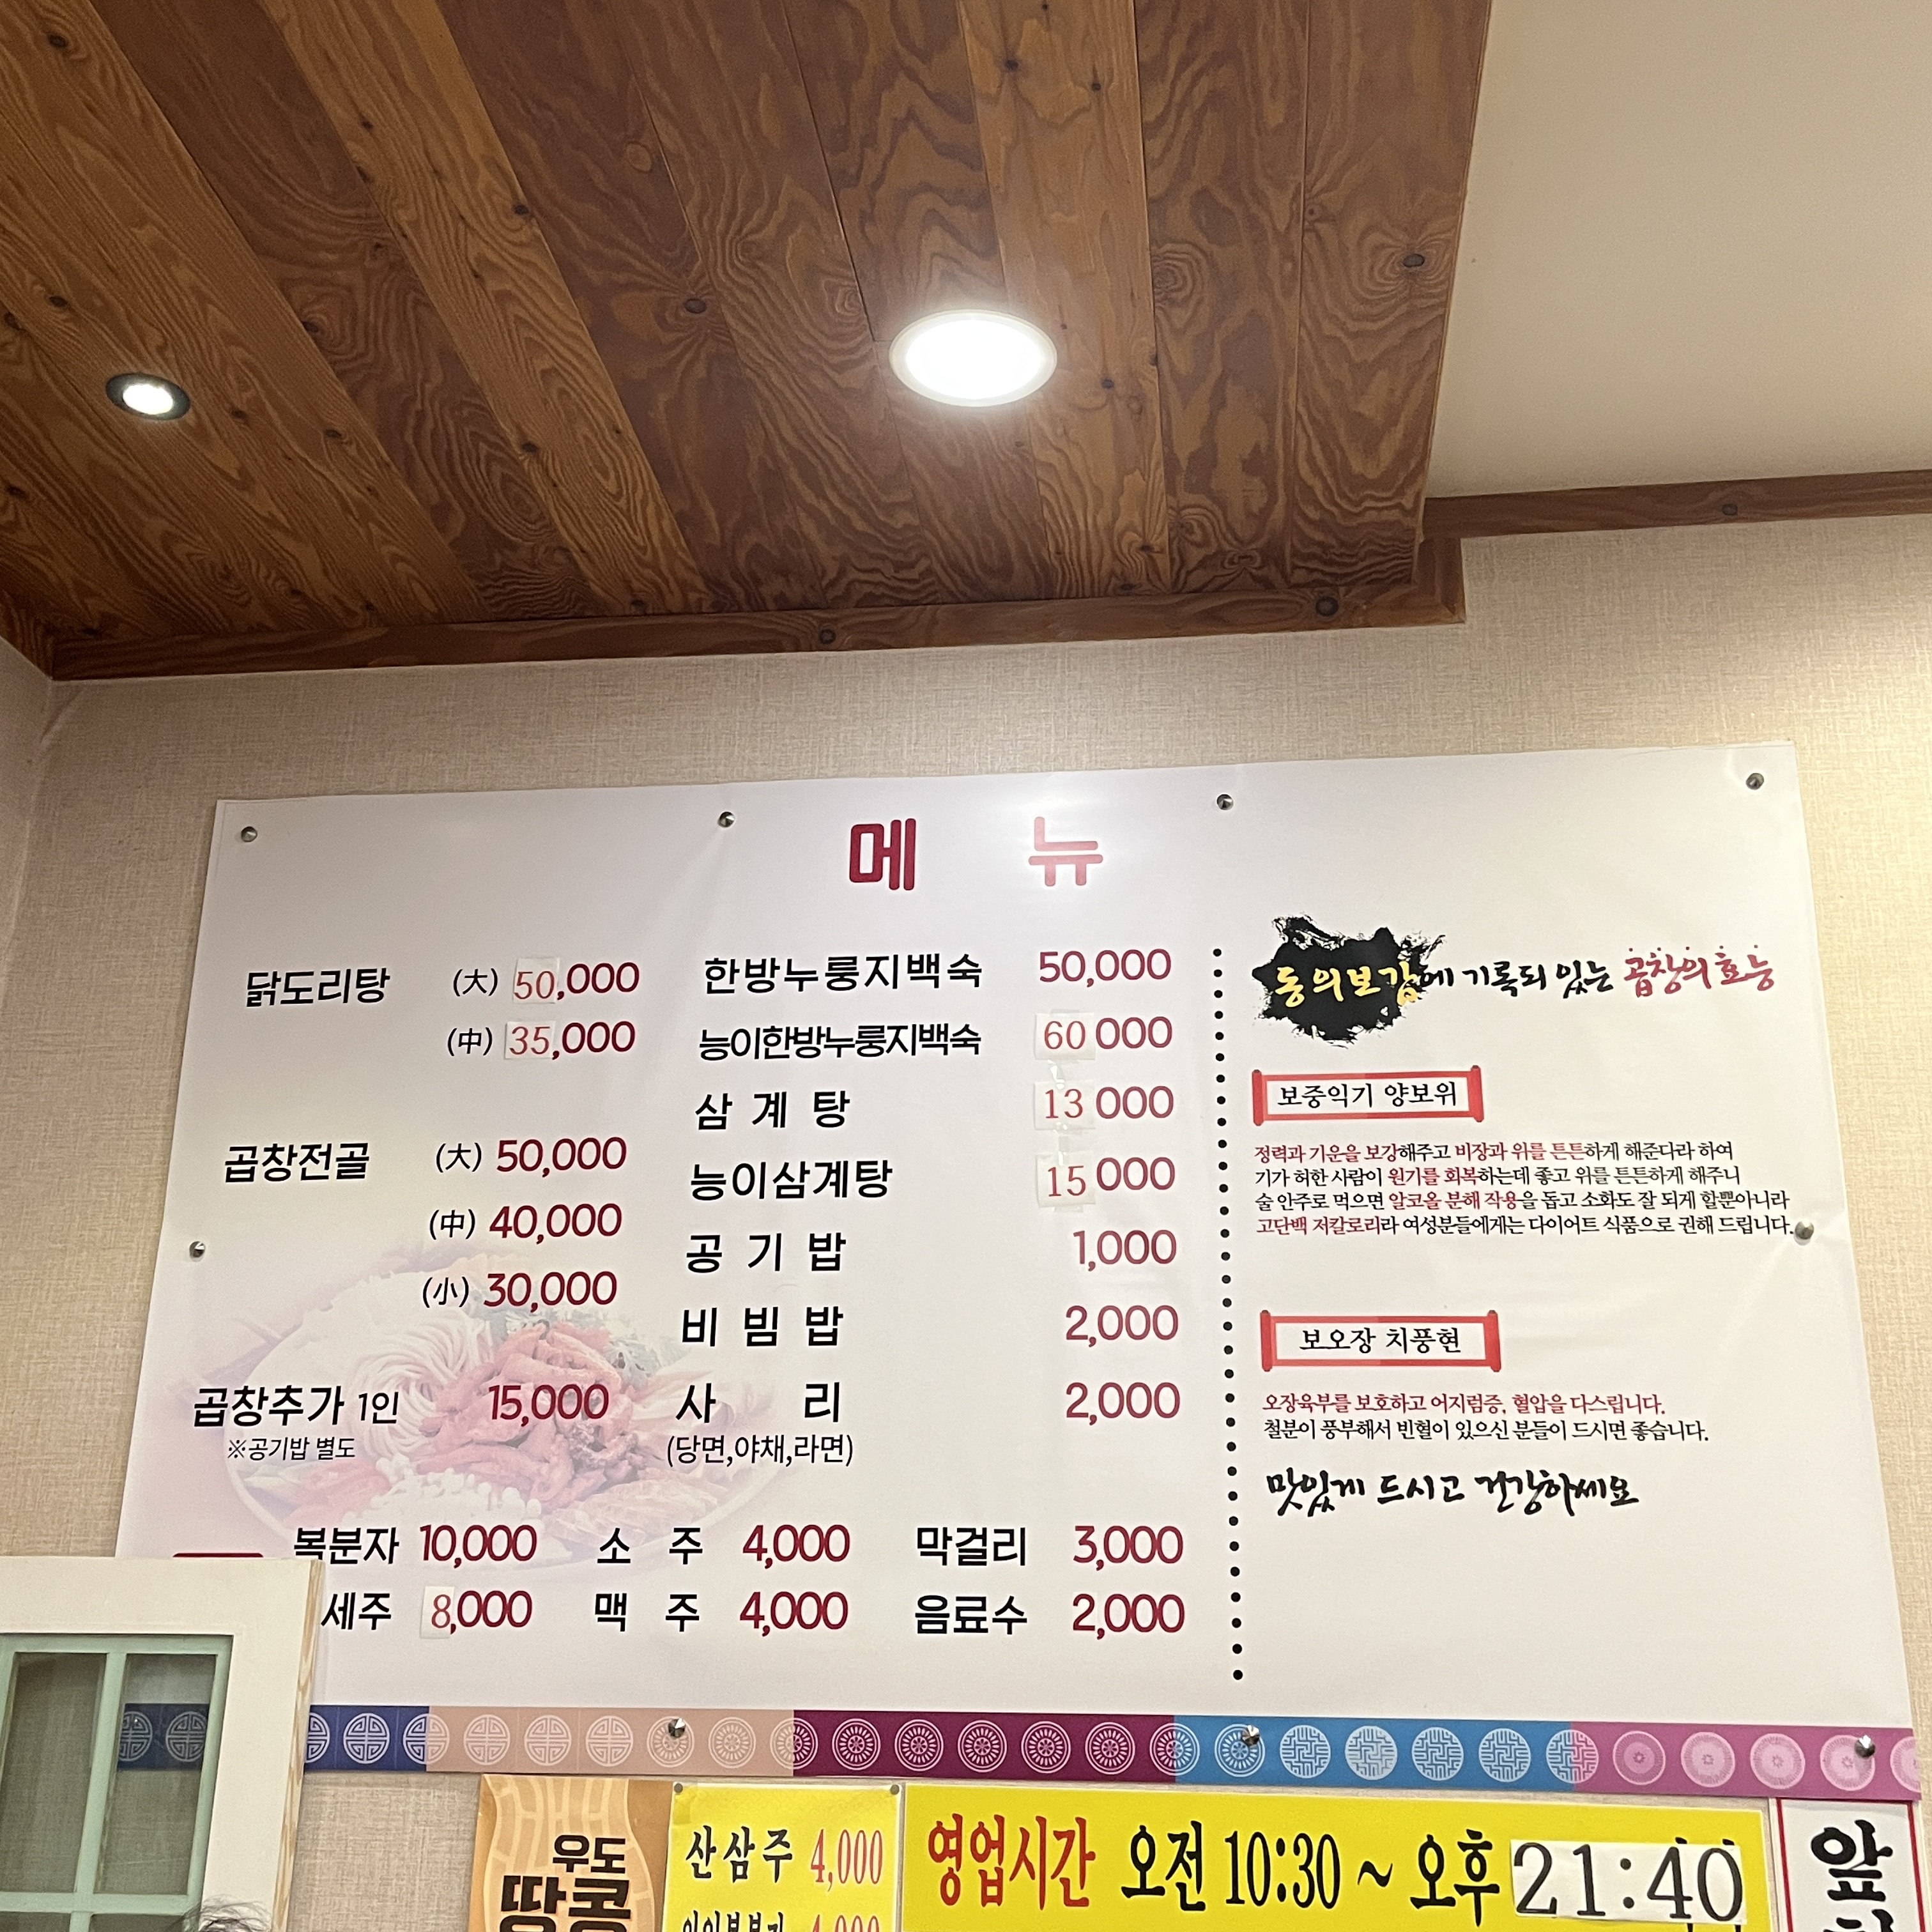 메 뉴
닭도리탕 (大) 50,000
(中) 35,000
곱창전골 (大) 50,000
(中) 40,000
(小) 30,000
곱창추가 1인 15,000
※공기밥 별도
한방누룽지백숙 50,000
능이한방누룽지백숙 60 000
삼 계 탕 13 000
능이삼계탕 15 000
공 기 밥 1,000
비 빔 밥 2,000
사 리 2,000
(당면,야채,라면)
복분자 10,000 소 주 4,000 막걸리 3,000
세주 8,000 맥 주 4,000 음료수 2,000
동의보감에 기록되 있는 곱창의 효능
보중익기 양보위
정력과 기운을 보강해주고 비장과 위를 튼튼하게 해준다라 하여
기가 허한 사람이 원기를 회복하는데 좋고 위를 튼튼하게 해주니
술 안주로 먹으면 알코올 분해 작용을 돕고 소화도 잘 되게 할뿐아니라
고단백 저칼로리라 여성분들에게는 다이어트 식품으로 권해 드립니다.
보오장 치풍현
오장육부를 보호하고 어지럼증, 혈압을 다스립니다.
철분이 풍부해서 빈혈이 있으신 분들이 드시면 좋습니다.
맛있게 드시고 건강하세요
우도
땅콩
산삼주 4,000
영업시간 오전 10:30 ~ 오후 21:40
앞